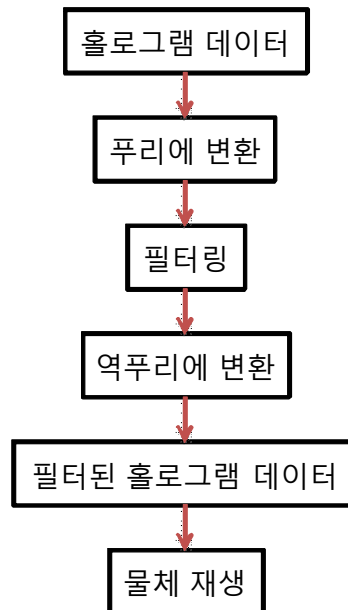 홀로그램 데이터
푸리에 변환
필터링
역푸리에 변환
필터된 홀로그램 데이터
물체 재생